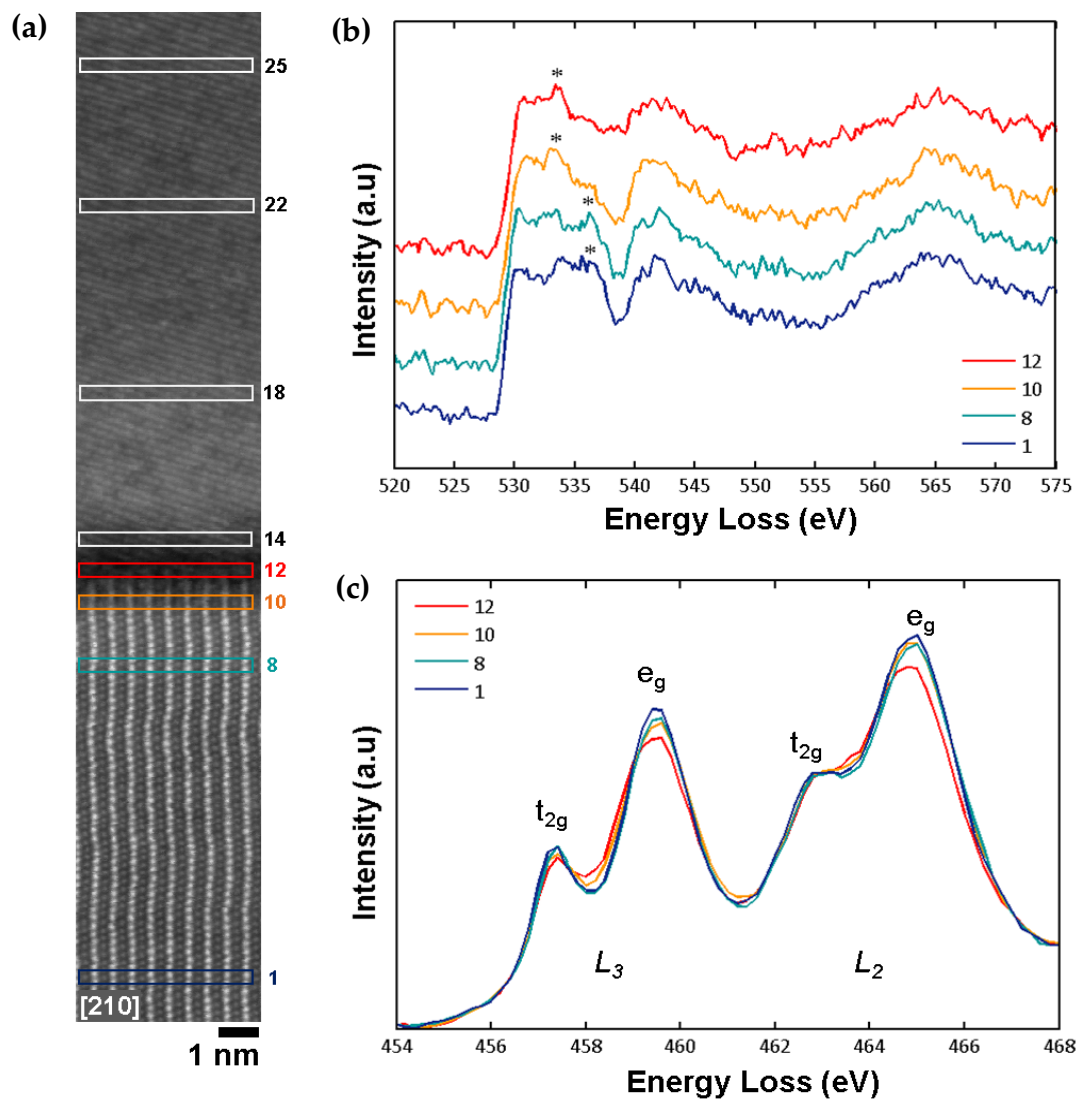 (a)
25
22
18
14
12
10
8
1
[210]
1 nm
(b)
Intensity (a.u)
*
*
*
*
12
10
8
1
520 525 530 535 540 545 550 555 560 565 570 575
Energy Loss (eV)
(c)
Intensity (a.u)
12
10
8
1
t2g
eg
t2g
eg
L3
L2
454 456 458 460 462 464 466 468
Energy Loss (eV)